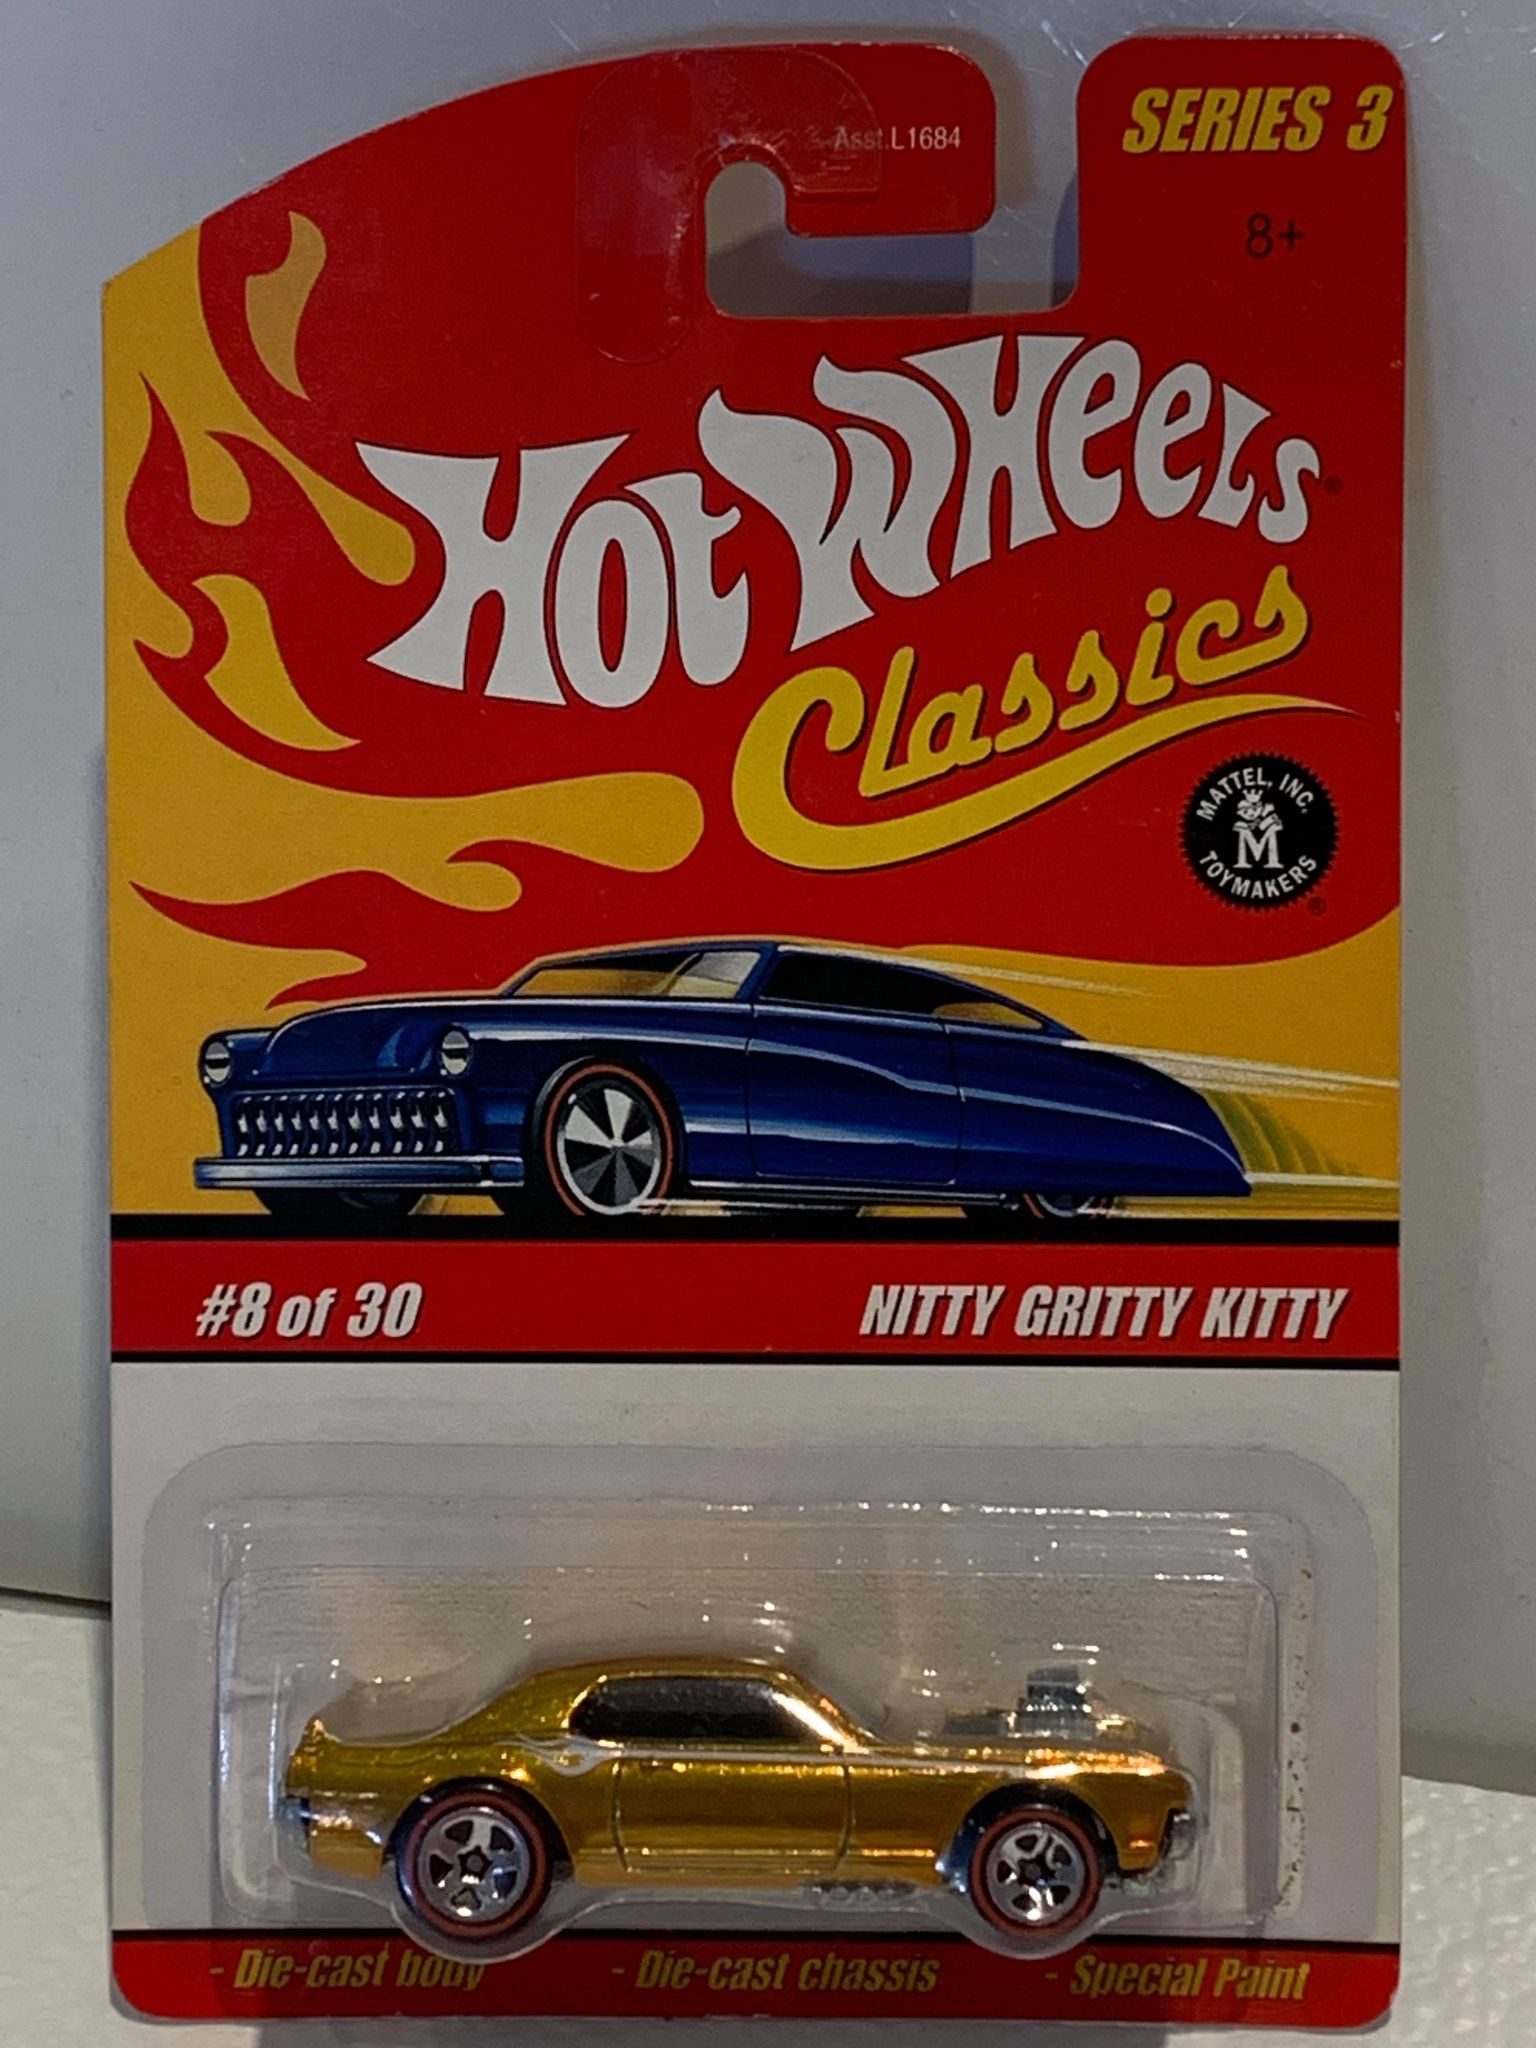 Asst.L1684
SERIES 3
8+
Hot Wheels®
Classics
MATTEL, INC.
M
TOYMAKERS
®
#8 of 30
NITTY GRITTY KITTY
- Die-cast body
- Die-cast chassis
- Special Paint